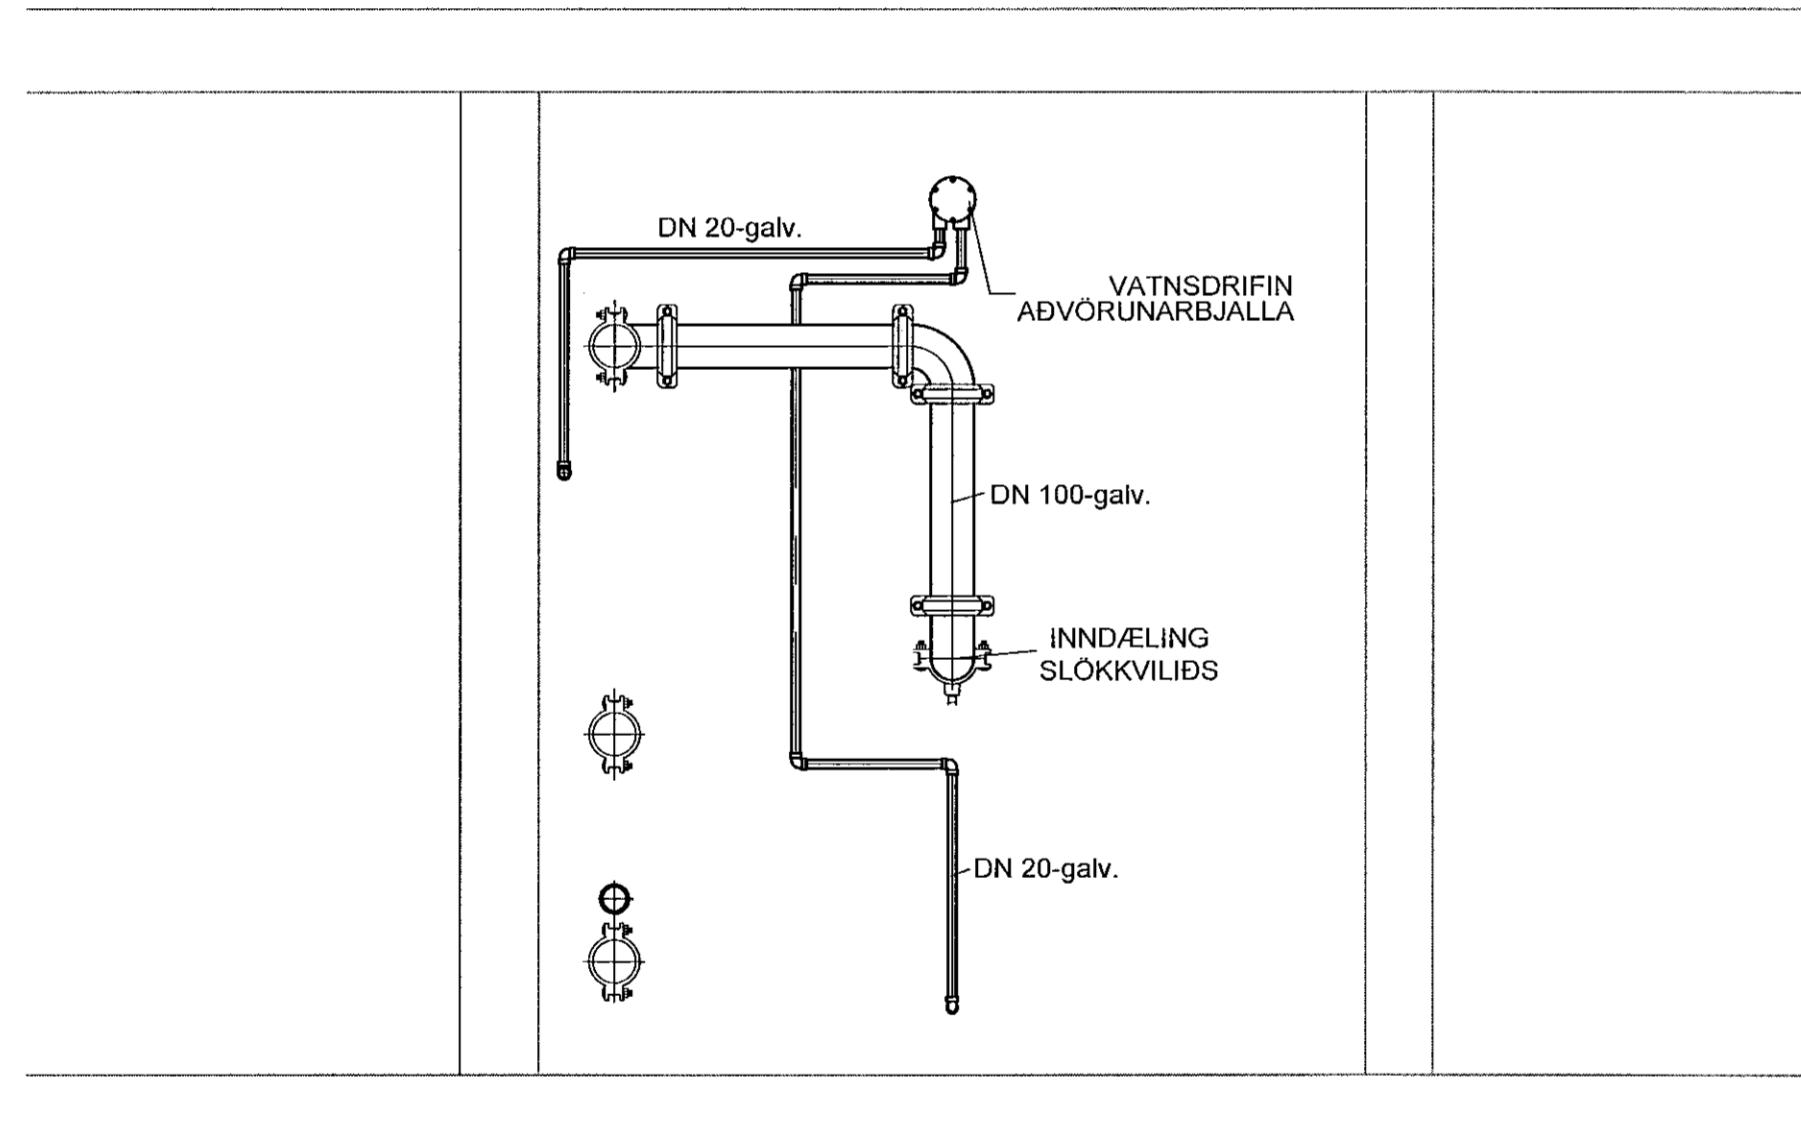 DN 20-galv.
VATNSDRIFIN
AÐVÖRUNARBJALLA
DN 100-galv.
INNDÆLING
SLÖKKVILIÐS
DN 20-galv.